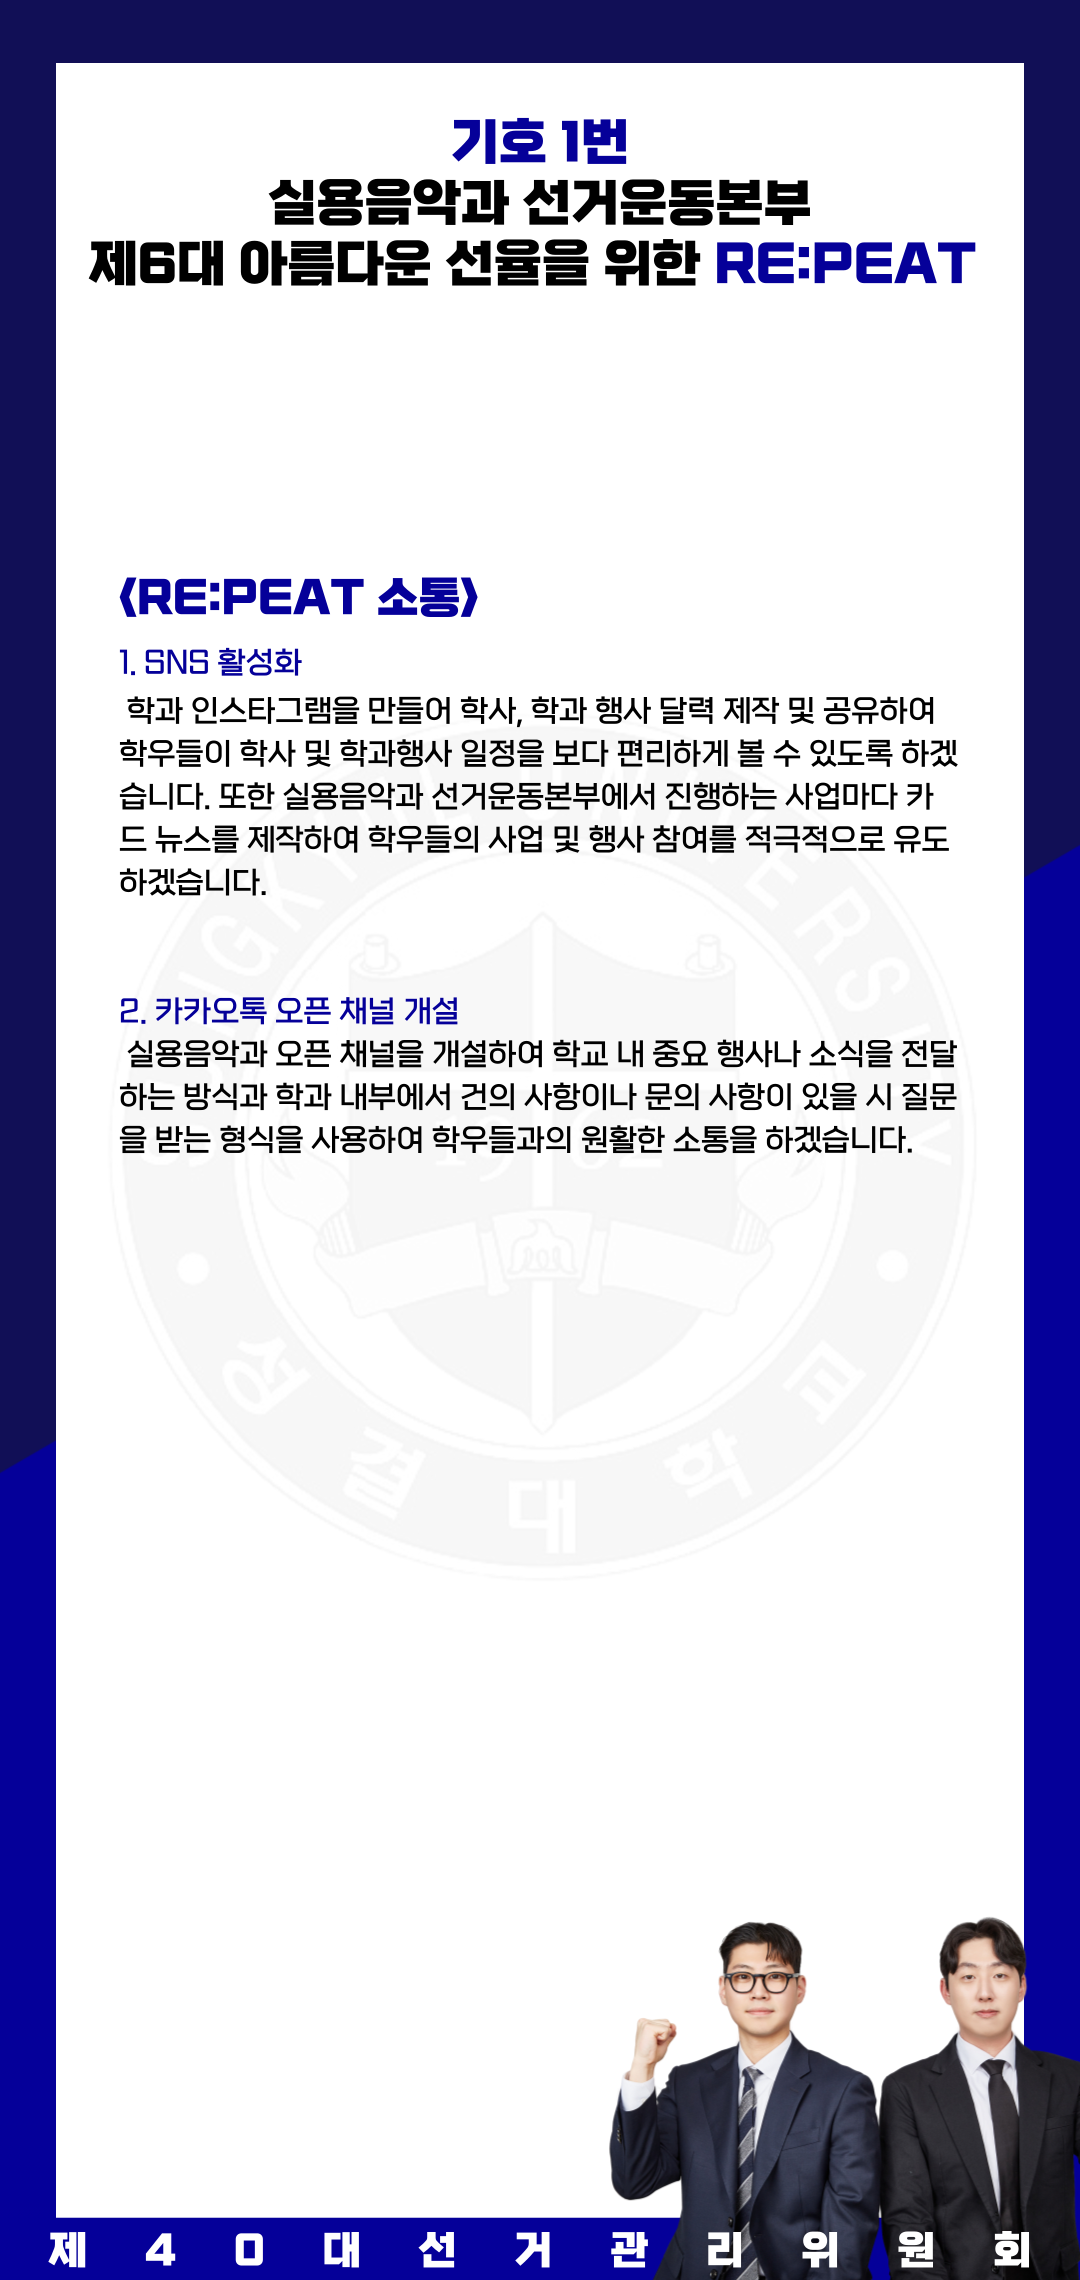 기호 1번
실용음악과 선거운동본부
제6대 아름다운 선율을 위한 RE:PEAT
<RE:PEAT 소통>
1. SNS 활성화
학과 인스타그램을 만들어 학사, 학과 행사 달력 제작 및 공유하여
학우들이 학사 및 학과행사 일정을 보다 편리하게 볼 수 있도록 하겠
습니다. 또한 실용음악과 선거운동본부에서 진행하는 사업마다 카
드 뉴스를 제작하여 학우들의 사업 및 행사 참여를 적극적으로 유도
하겠습니다.
2. 카카오톡 오픈 채널 개설
실용음악과 오픈 채널을 개설하여 학교 내 중요 행사나 소식을 전달
하는 방식과 학과 내부에서 건의 사항이나 문의 사항이 있을 시 질문
을 받는 형식을 사용하여 학우들과의 원활한 소통을 하겠습니다.
SUNGKYUL UNIVERSITY
1962
성결대학교
제40대선거관리위원회